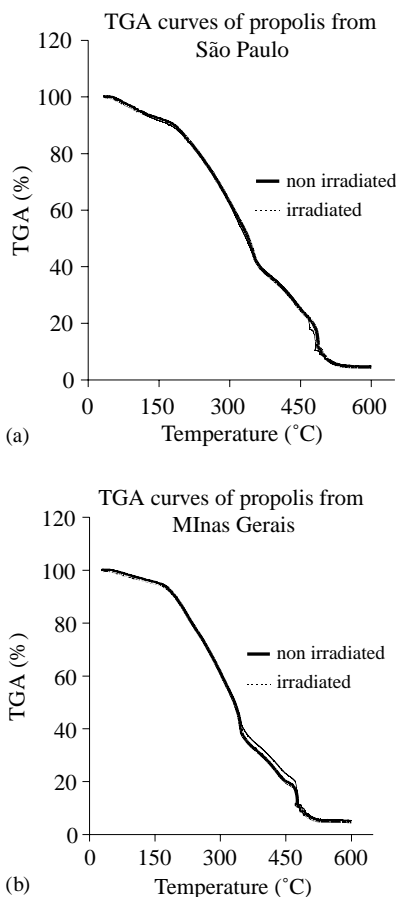 TGA curves of propolis from
São Paulo
120
100
80
60
40
20
0
TGA (%)
non irradiated
irradiated
0 150 300 450 600
Temperature (˚C)
(a)
TGA curves of propolis from
MInas Gerais
120
100
80
60
40
20
0
TGA (%)
non irradiated
irradiated
0 150 300 450 600
Temperature (˚C)
(b)